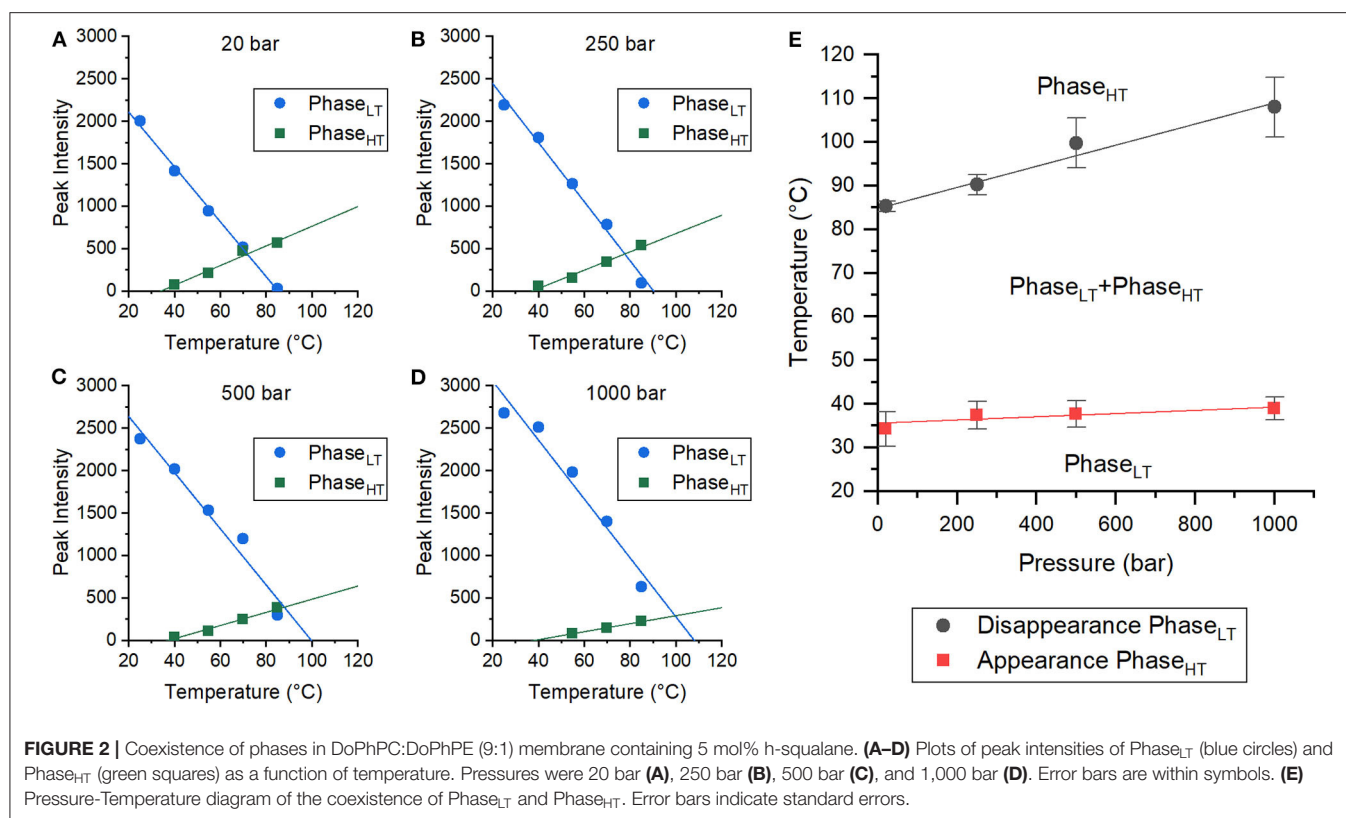 A
20 bar
3000
2500
2000
1500
1000
500
0
Peak Intensity
Phase_LT
Phase_HT
20 40 60 80 100 120
Temperature (°C)
B
250 bar
3000
2500
2000
1500
1000
500
0
Peak Intensity
Phase_LT
Phase_HT
20 40 60 80 100 120
Temperature (°C)
C
500 bar
3000
2500
2000
1500
1000
500
0
Peak Intensity
Phase_LT
Phase_HT
20 40 60 80 100 120
Temperature (°C)
D
1000 bar
3000
2500
2000
1500
1000
500
0
Peak Intensity
Phase_LT
Phase_HT
20 40 60 80 100 120
Temperature (°C)
E
120
110
100
90
80
70
60
50
40
30
20
Temperature (°C)
Phase_HT
Phase_LT+Phase_HT
Phase_LT
0 200 400 600 800 1000
Pressure (bar)
Disappearance Phase_LT
Appearance Phase_HT
FIGURE 2 | Coexistence of phases in DoPhPC:DoPhPE (9:1) membrane containing 5 mol% h-squalane. (A–D) Plots of peak intensities of Phase_LT (blue circles) and
Phase_HT (green squares) as a function of temperature. Pressures were 20 bar (A), 250 bar (B), 500 bar (C), and 1,000 bar (D). Error bars are within symbols. (E)
Pressure-Temperature diagram of the coexistence of Phase_LT and Phase_HT. Error bars indicate standard errors.